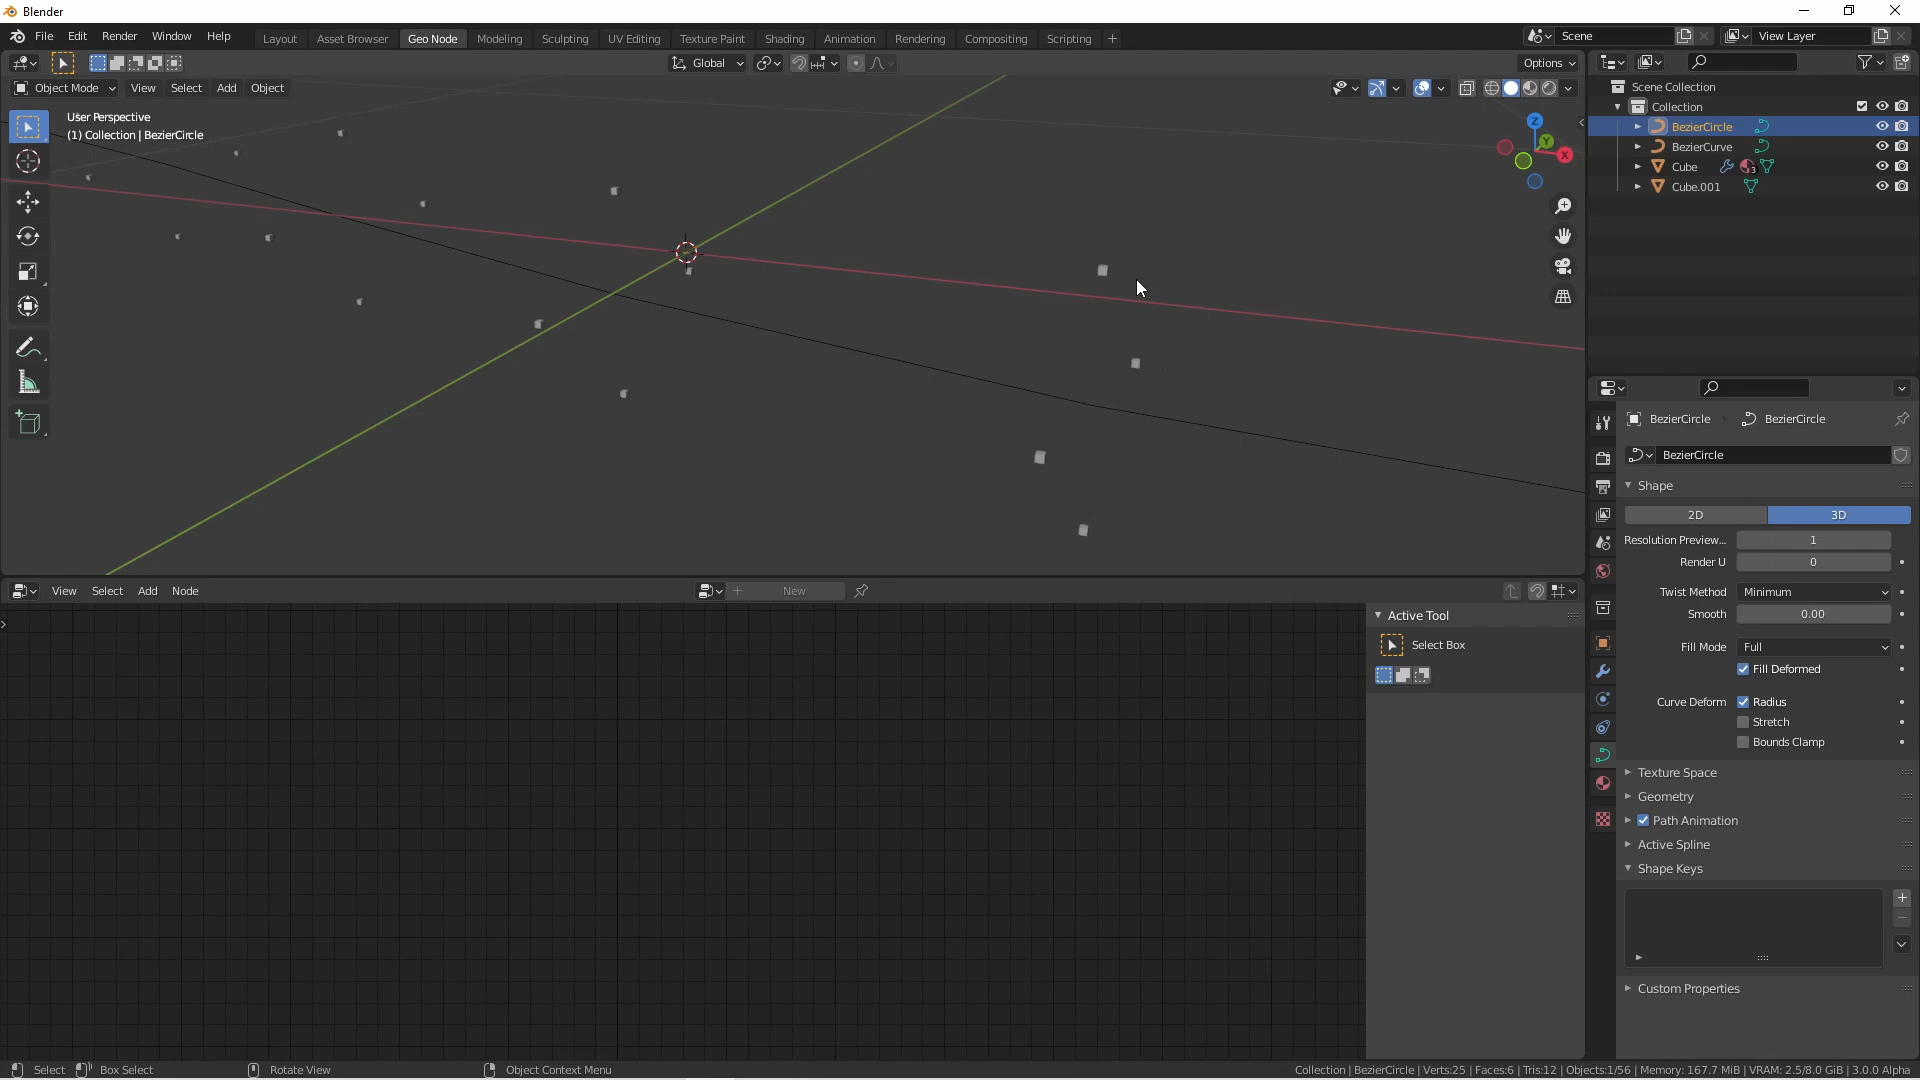 Blender
File Edit Render Window Help
Layout Asset Browser Geo Node Modeling Sculpting UV Editing Texture Paint Shading Animation Rendering Compositing Scripting
Scene View Layer
Global Options
Object Mode View Select Add Object
User Perspective
(1) Collection | BezierCircle
Z
Y
X
Scene Collection
Collection
BezierCircle
BezierCurve
Cube 3
Cube.001
BezierCircle BezierCircle
BezierCircle
Shape
2D 3D
Resolution Preview... 1
Render U 0
Twist Method Minimum
Smooth 0.00
Fill Mode Full
Fill Deformed
Curve Deform Radius
Stretch
Bounds Clamp
Texture Space
Geometry
Path Animation
Active Spline
Shape Keys
Custom Properties
View Select Add Node New
Active Tool
Select Box
Select Box Select Rotate View Object Context Menu
Collection | BezierCircle | Verts:25 | Faces:6 | Tris:12 | Objects:1/56 | Memory: 167.7 MiB | VRAM: 2.5/8.0 GiB | 3.0.0 Alpha